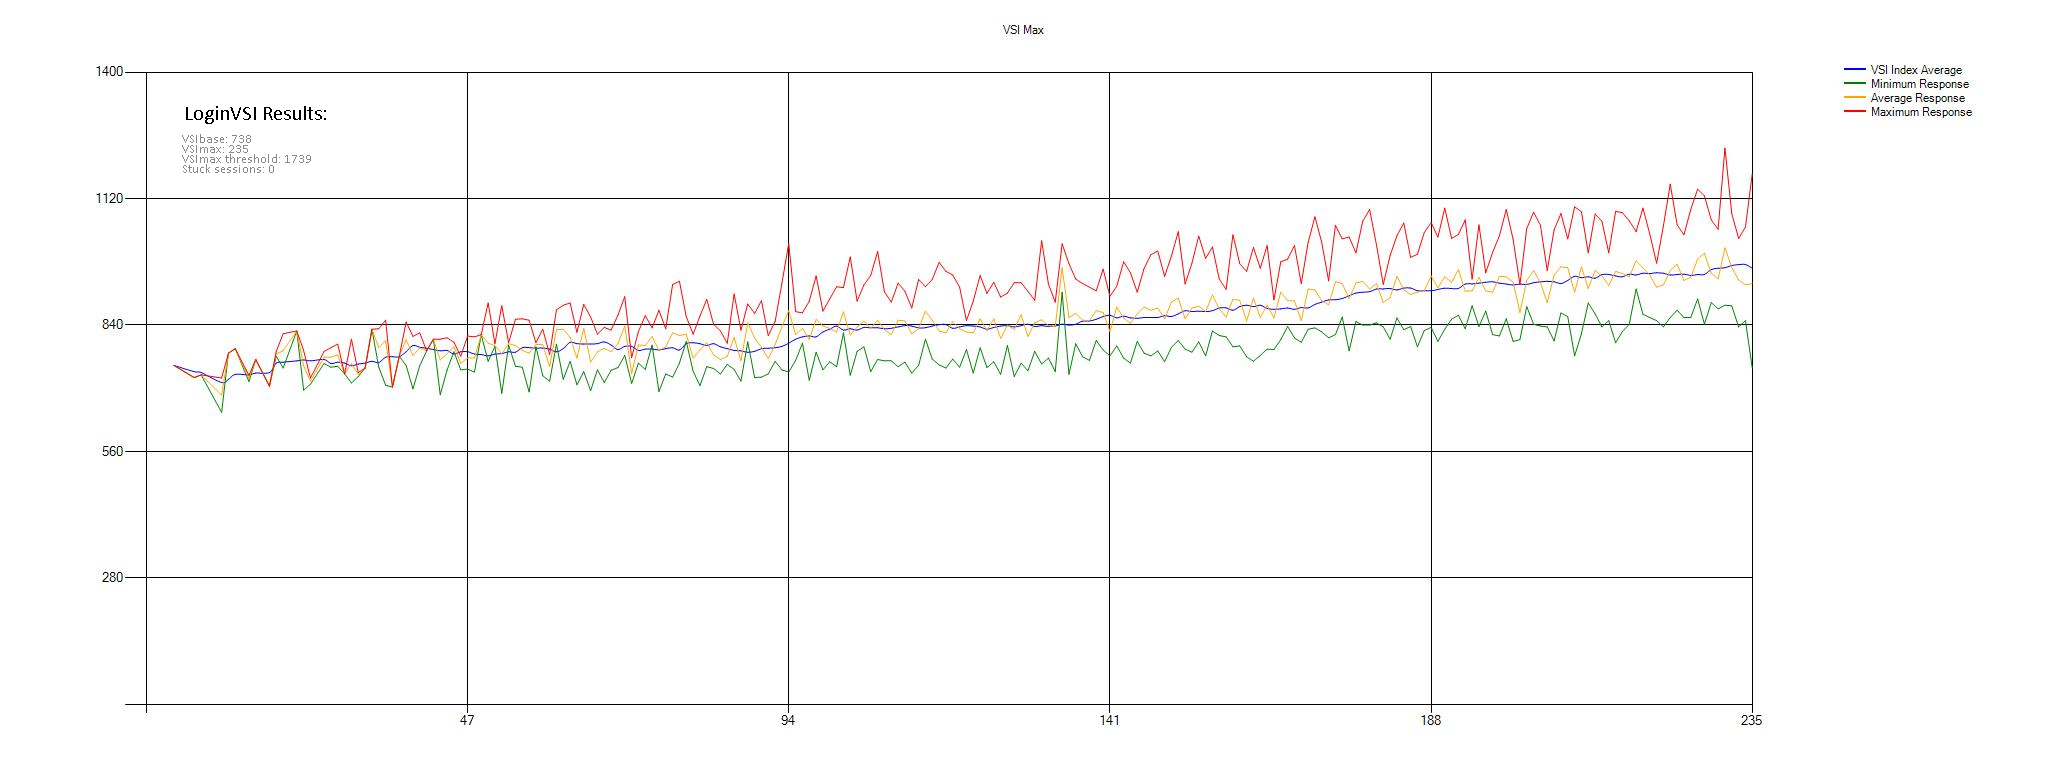 VSI Max
1400
1120
840
560
280
LoginVSI Results:
VSIbase: 738
VSImax: 235
VSImax threshold: 1739
Stuck sessions: 0
VSI Index Average
Minimum Response
Average Response
Maximum Response
47
94
141
188
235